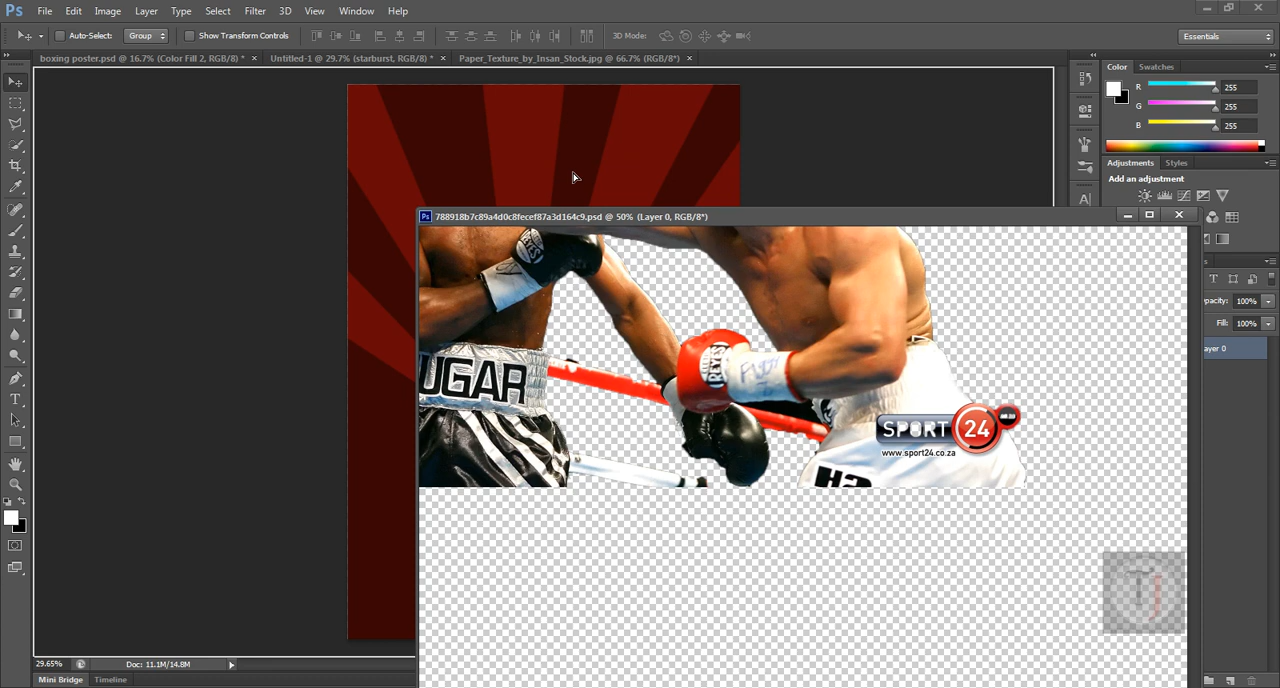 Ps File Edit Image Layer Type Select Filter 3D View Window Help
Auto-Select: Group Show Transform Controls 3D Mode: Essentials
boxing poster.psd @ 16.7% (Color Fill 2, RGB/8) * × Untitled-1 @ 29.7% (starburst, RGB/8) * × Paper_Texture_by_Insan_Stock.jpg @ 66.7% (RGB/8*) ×
Color Swatches
R 255
G 255
B 255
Adjustments Styles
Add an adjustment
Ps 788918b7c89a4d0c8fecef87a3d164c9.psd @ 50% (Layer 0, RGB/8*)
pacity: 100%
Fill: 100%
ayer 0
REYES
UGAR
SPORT 24
www.sport24.co.za
29.65% Doc: 11.1M/14.8M
Mini Bridge Timeline